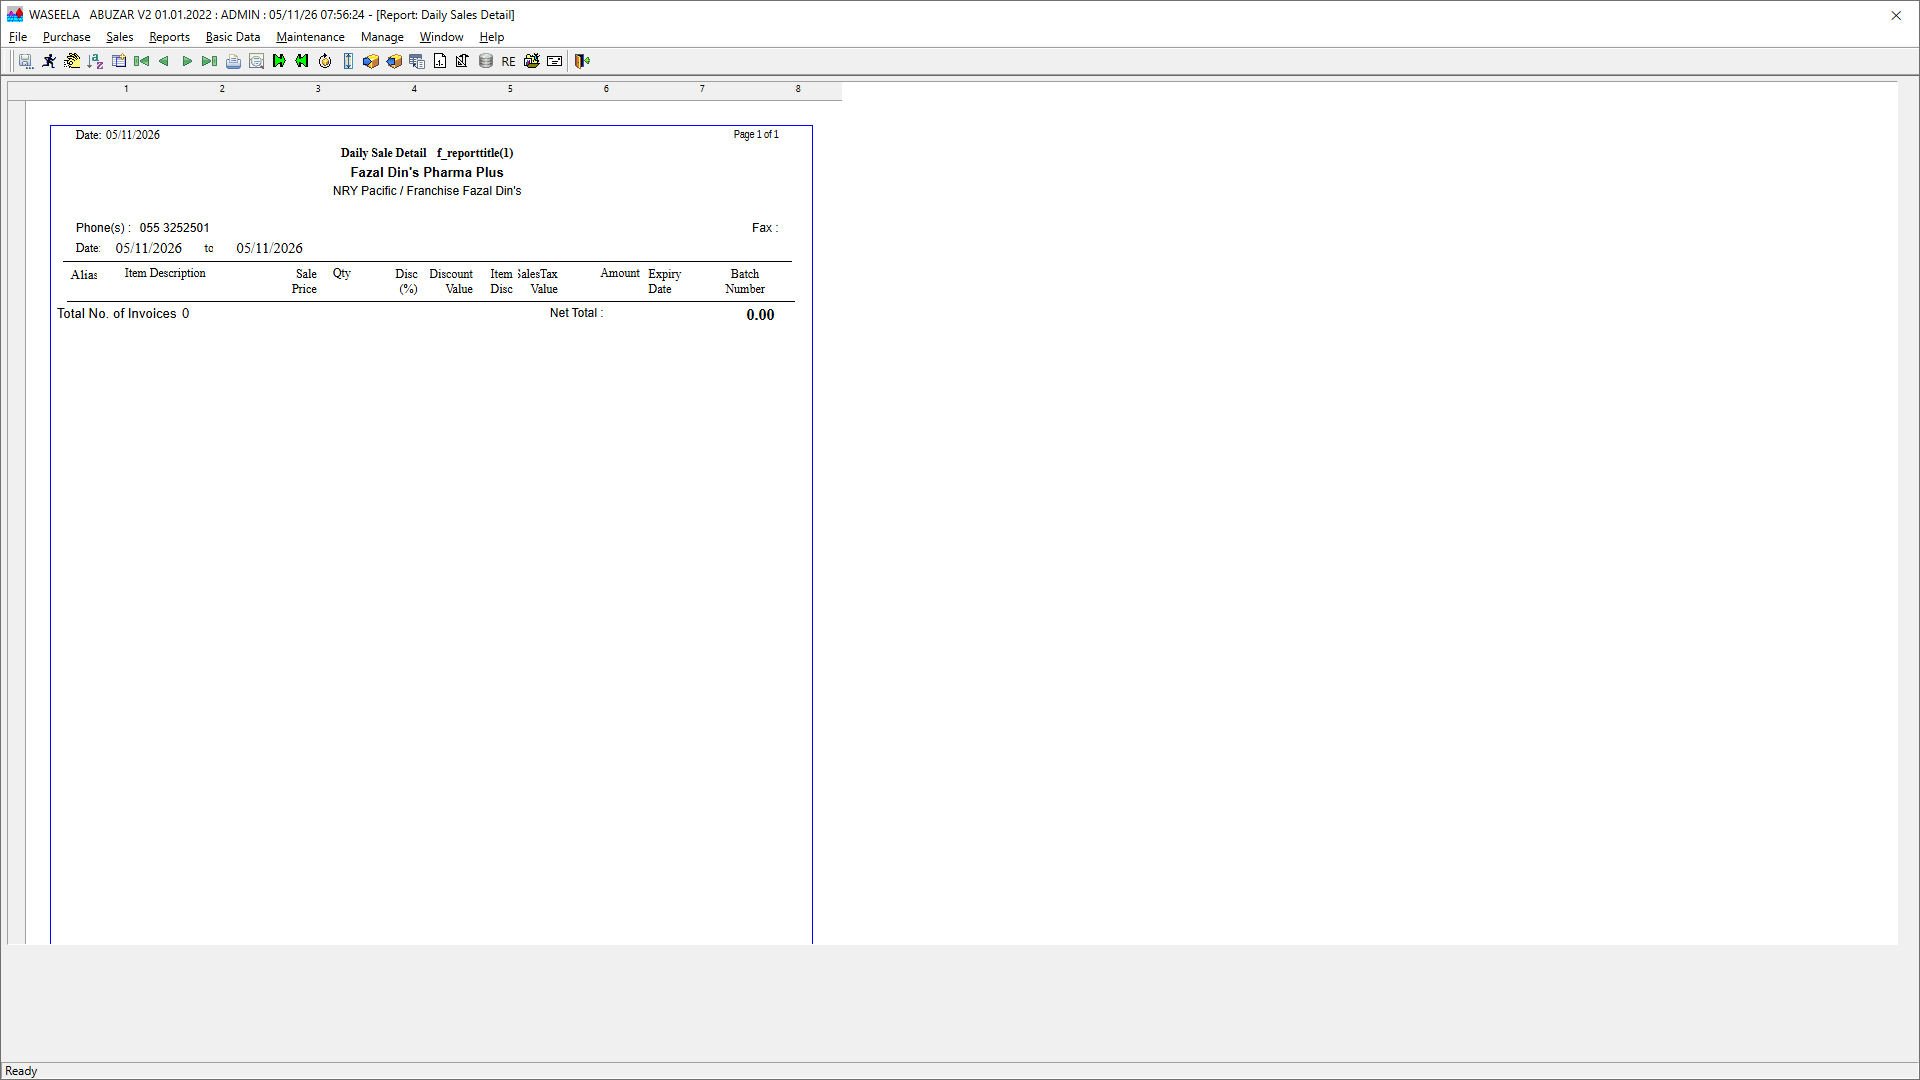 WASEELA   ABUZAR V2 01.01.2022 : ADMIN : 05/11/26 07:56:24 - [Report: Daily Sales Detail]
File Purchase Sales Reports Basic Data Maintenance Manage Window Help
RE
1 2 3 4 5 6 7 8
Date: 05/11/2026 Page 1 of 1
Daily Sale Detail f_reporttitle(1)
Fazal Din's Pharma Plus
NRY Pacific / Franchise Fazal Din's
Phone(s) : 055 3252501 Fax :
Date: 05/11/2026 to 05/11/2026
Alias Item Description Sale Qty Disc Discount Item SalesTax Amount Expiry Batch
Price (%) Value Disc Value Date Number
Total No. of Invoices 0 Net Total : 0.00
Ready